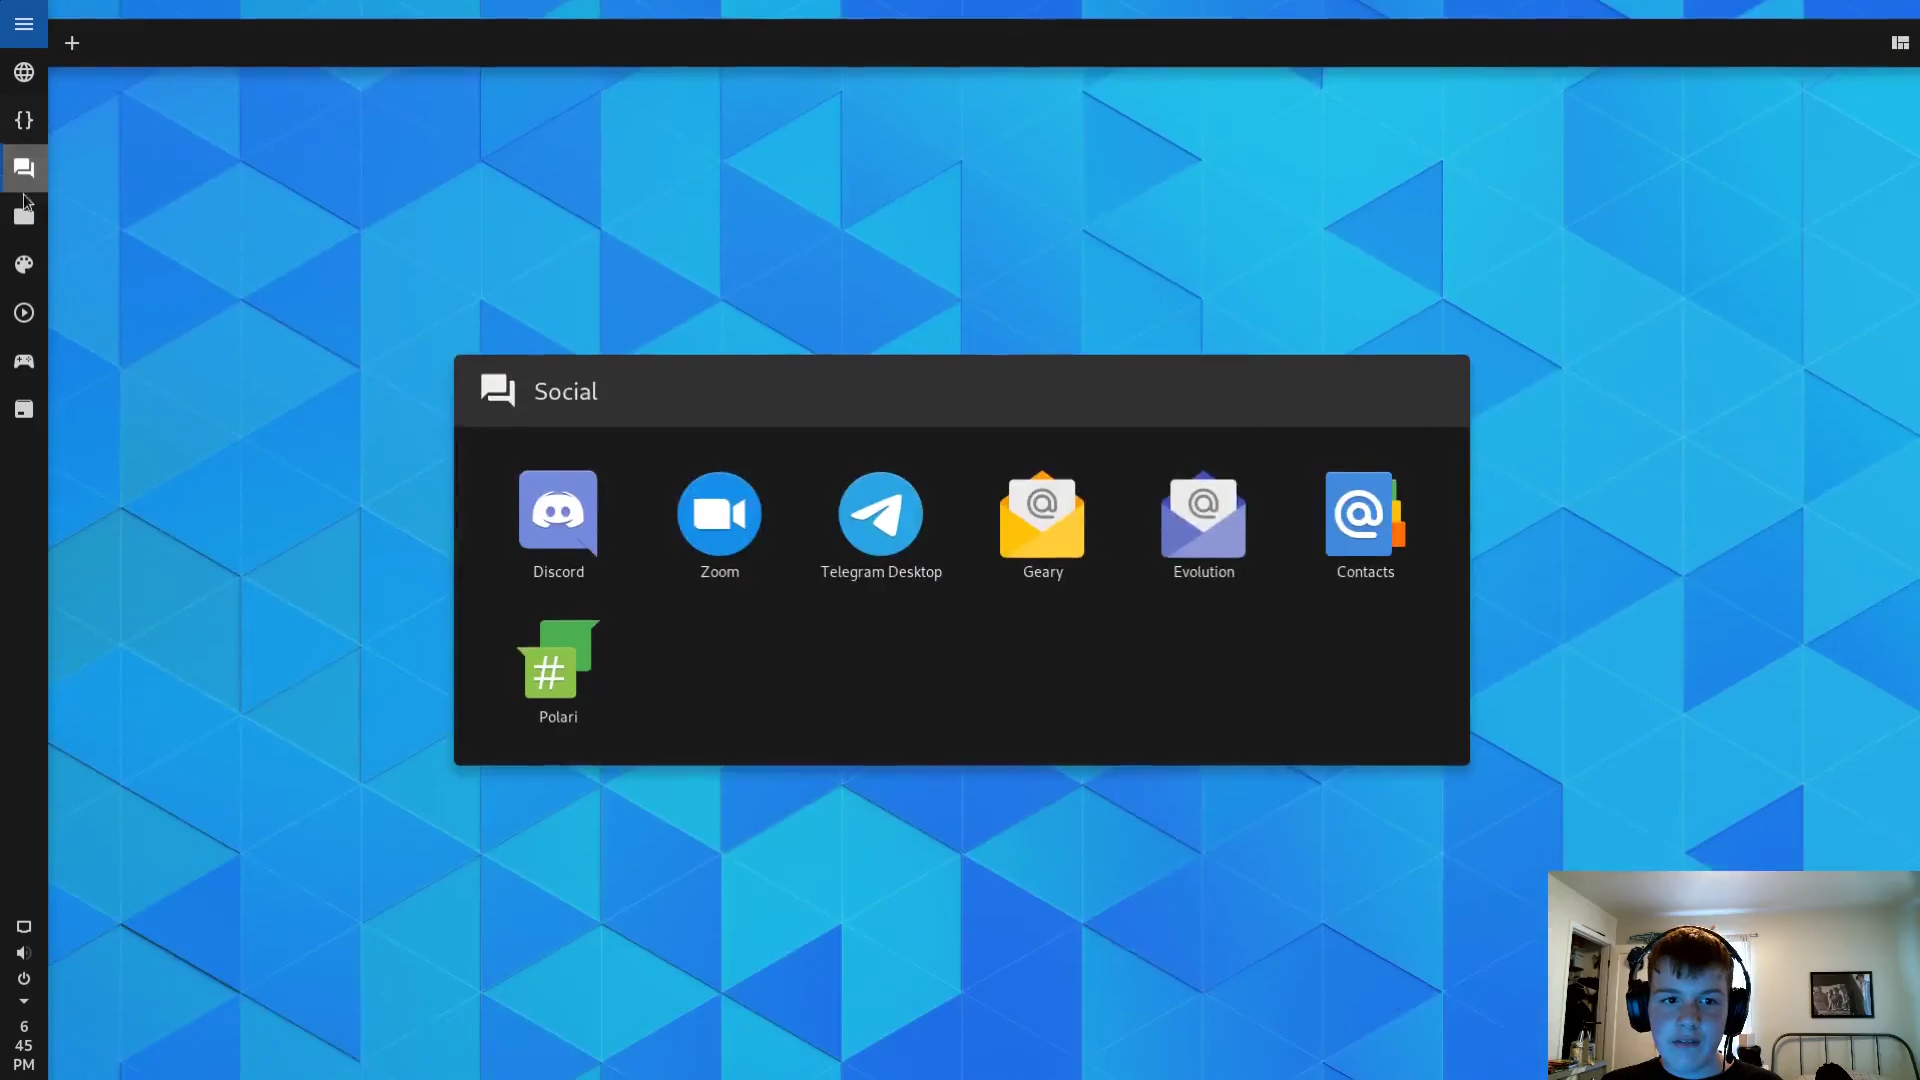 Social
Discord
Zoom
Telegram Desktop
Geary
Evolution
Contacts
Polari
6
45
PM